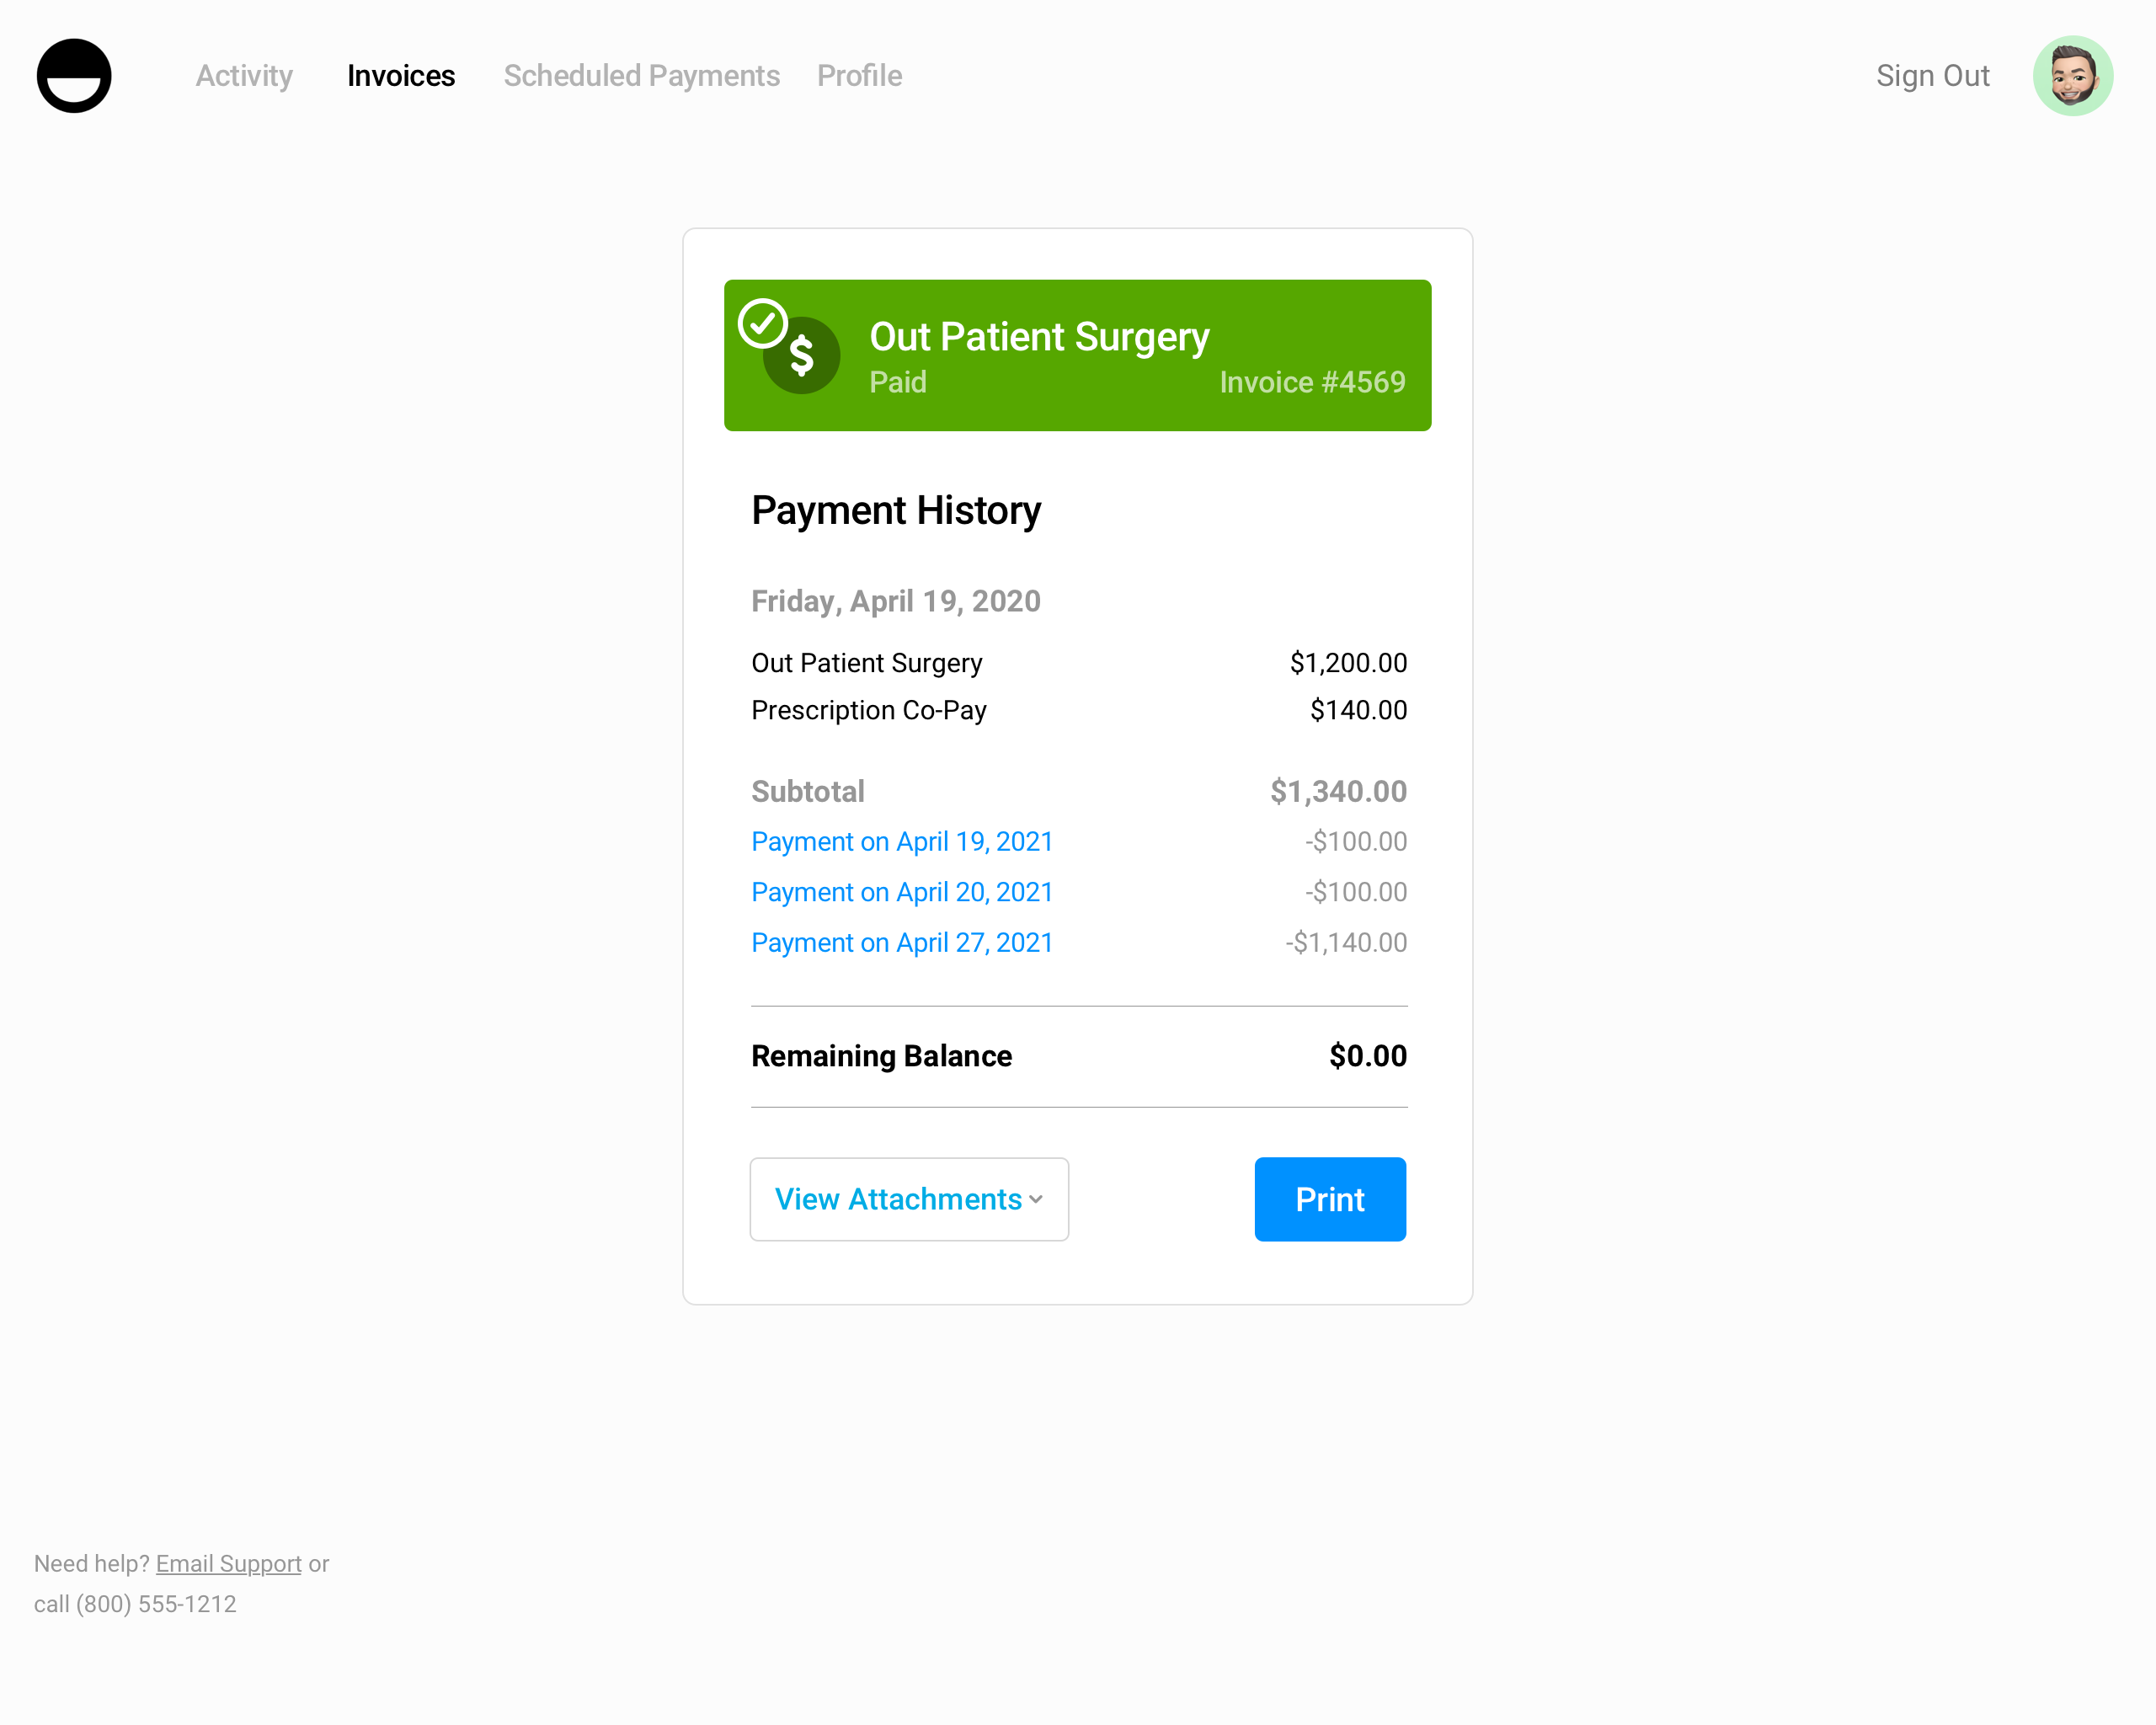 Activity Invoices Scheduled Payments Profile Sign Out
$
Out Patient Surgery
Paid Invoice #4569
Payment History
Friday, April 19, 2020
Out Patient Surgery $1,200.00
Prescription Co-Pay $140.00
Subtotal $1,340.00
Payment on April 19, 2021 -$100.00
Payment on April 20, 2021 -$100.00
Payment on April 27, 2021 -$1,140.00
Remaining Balance $0.00
View Attachments Print
Need help? Email Support or
call (800) 555-1212